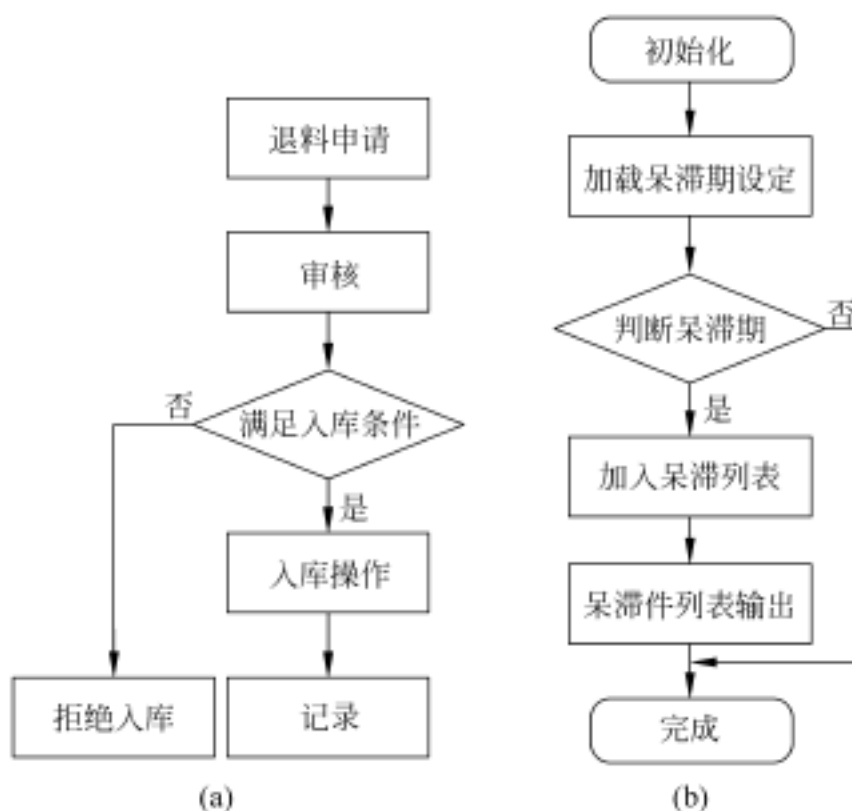 退料申请
审核
满足入库条件
否
是
入库操作
拒绝入库
记录
(a)
初始化
加载呆滞期设定
判断呆滞期
否
是
加入呆滞列表
呆滞件列表输出
完成
(b)